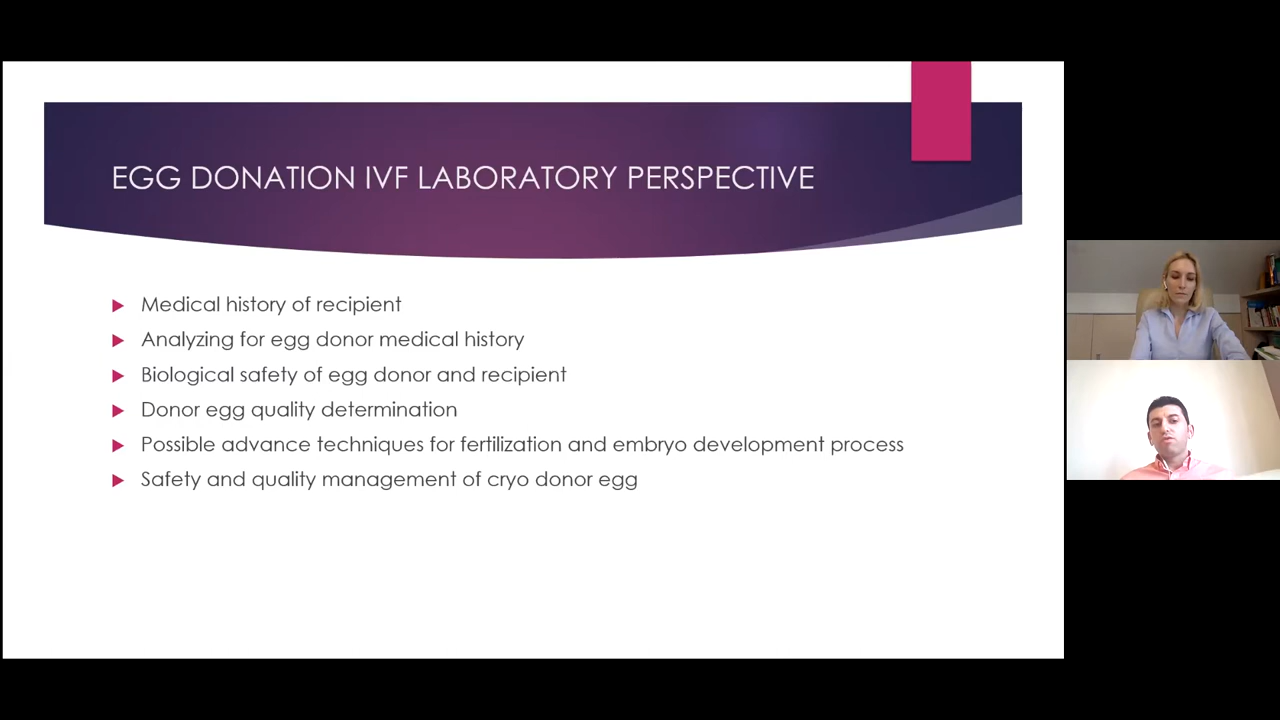 EGG DONATION IVF LABORATORY PERSPECTIVE
Medical history of recipient
Analyzing for egg donor medical history
Biological safety of egg donor and recipient
Donor egg quality determination
Possible advance techniques for fertilization and embryo development process
Safety and quality management of cryo donor egg